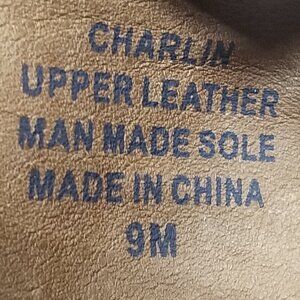 CHARLIN
UPPER LEATHER
MAN MADE SOLE
MADE IN CHINA
9M